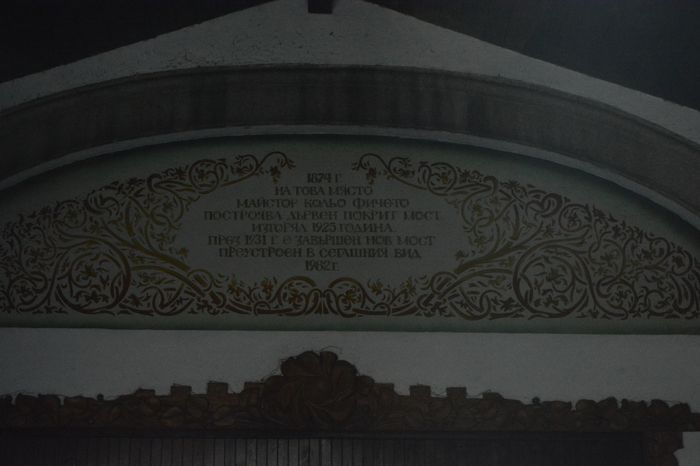 1874 Г.
НА ТОВА МЯСТО
МАЙСТОР КОЛЬО ФИЧЕТО
ПОСТРОЯВА ДЪРВЕН ПОКРИТ МОСТ
ИЗГОРЯЛ 1925 ГОДИНА.
ПРЕЗ 1931 Г. Е ЗАВЪРШЕН НОВ МОСТ
ПРЕУСТРОЕН В СЕГАШНИЯ ВИД
1982 Г.